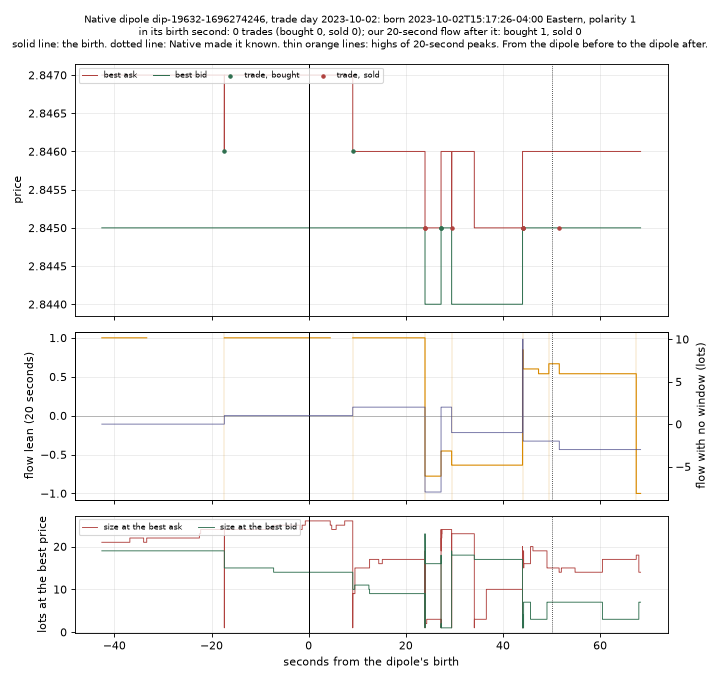 Native dipole dip-19632-1696274246, trade day 2023-10-02: born 2023-10-02T15:17:26-04:00 Eastern, polarity 1
in its birth second: 0 trades (bought 0, sold 0); our 20-second flow after it: bought 1, sold 0
solid line: the birth. dotted line: Native made it known. thin orange lines: highs of 20-second peaks. From the dipole before to the dipole after.
best ask best bid trade, bought trade, sold
2.8470
2.8465
2.8460
2.8455
2.8450
2.8445
2.8440
price
1.0
0.5
0.0
−0.5
−1.0
flow lean (20 seconds)
10
5
0
−5
flow with no window (lots)
size at the best ask size at the best bid
20
10
0
lots at the best price
−40 −20 0 20 40 60
seconds from the dipole's birth